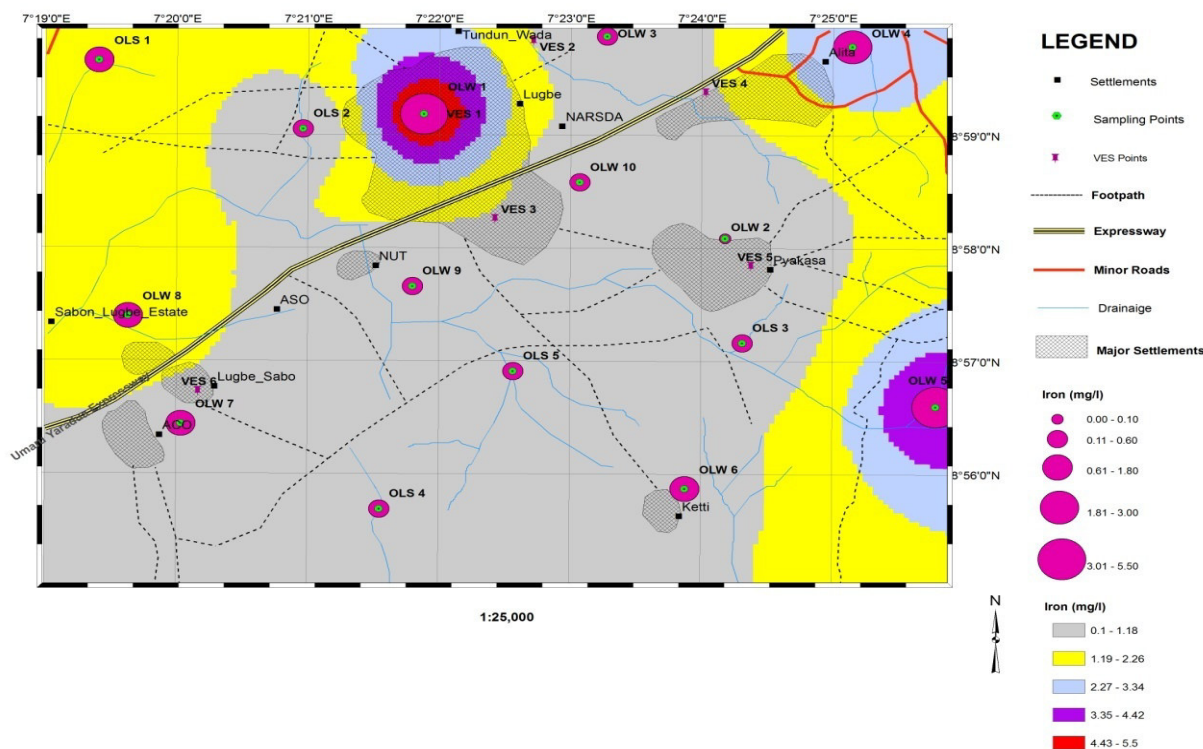 7°19'0"E 7°20'0"E 7°21'0"E 7°22'0"E 7°23'0"E 7°24'0"E 7°25'0"E
OLS 1
Tundun_Wada
VES 2
OLW 3
OLW 4
Alita
OLW 1
VES 1
Lugbe
VES 4
OLS 2
NARSDA
8°59'0"N
OLW 10
VES 3
OLW 2
8°58'0"N
NUT
VES 5
Pyakasa
OLW 9
OLW 8
Sabon_Lugbe_Estate
ASO
OLS 3
8°57'0"N
OLS 5
OLW 5
VES 6
Lugbe_Sabo
Umaru Yaradua Expressway
OLW 7
ACO
8°56'0"N
OLW 6
OLS 4
Ketti
1:25,000
N
LEGEND
Settlements
Sampling Points
VES Points
Footpath
Expressway
Minor Roads
Drainaige
Major Settlements
Iron (mg/l)
0.00 - 0.10
0.11 - 0.60
0.61 - 1.80
1.81 - 3.00
3.01 - 5.50
Iron (mg/l)
0.1 - 1.18
1.19 - 2.26
2.27 - 3.34
3.35 - 4.42
4.43 - 5.5